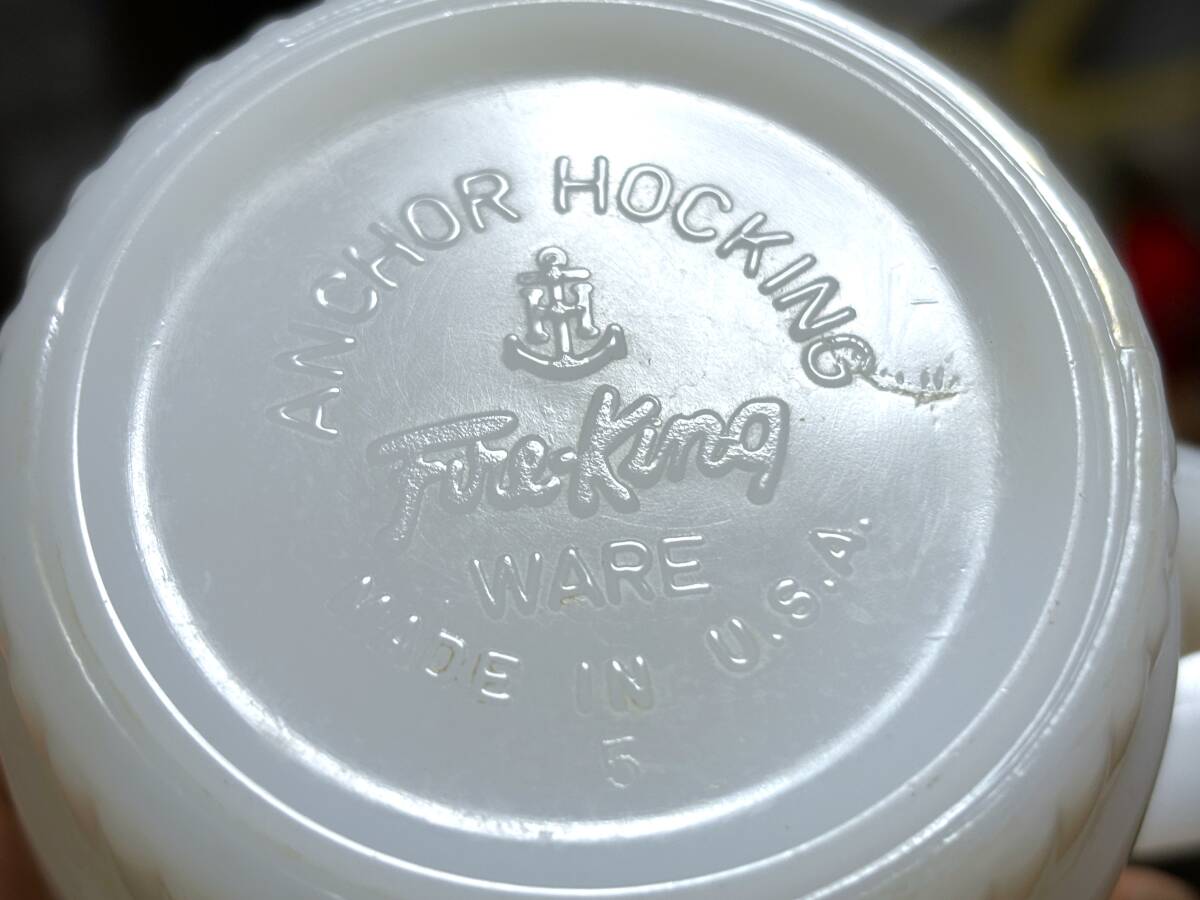 ANCHOR HOCKING
H
Fire-King
WARE
MADE IN U.S.A.
5